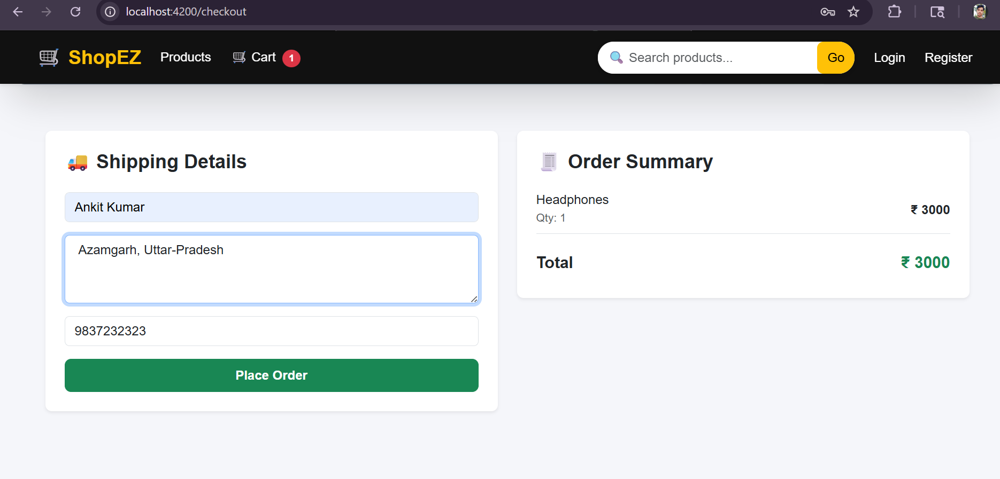 localhost:4200/checkout
ShopEZ
Products
Cart 1
Search products...
Go
Login
Register
Shipping Details
Ankit Kumar
Azamgarh, Uttar-Pradesh
9837232323
Place Order
Order Summary
Headphones
Qty: 1
₹ 3000
Total
₹ 3000